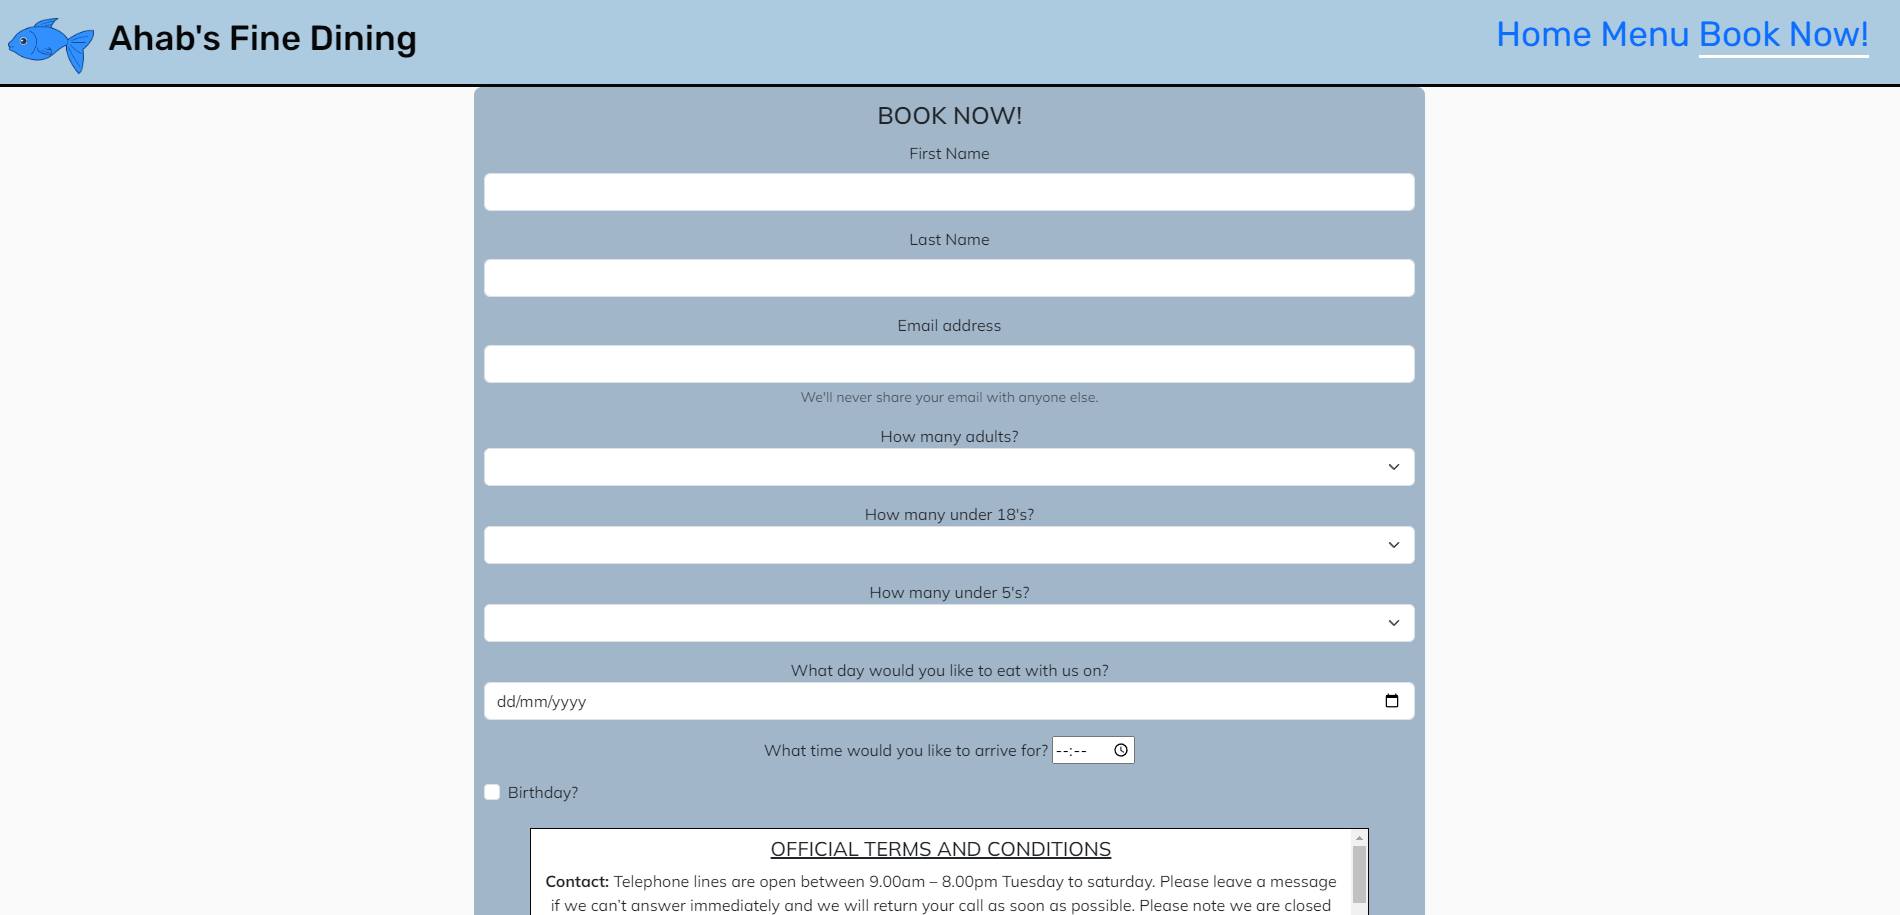 Ahab's Fine Dining
Home Menu Book Now!
BOOK NOW!
First Name
Last Name
Email address
We'll never share your email with anyone else.
How many adults?
How many under 18's?
How many under 5's?
What day would you like to eat with us on?
dd/mm/yyyy
What time would you like to arrive for? --:--
Birthday?
OFFICIAL TERMS AND CONDITIONS
Contact: Telephone lines are open between 9.00am – 8.00pm Tuesday to saturday. Please leave a message
if we can’t answer immediately and we will return your call as soon as possible. Please note we are closed